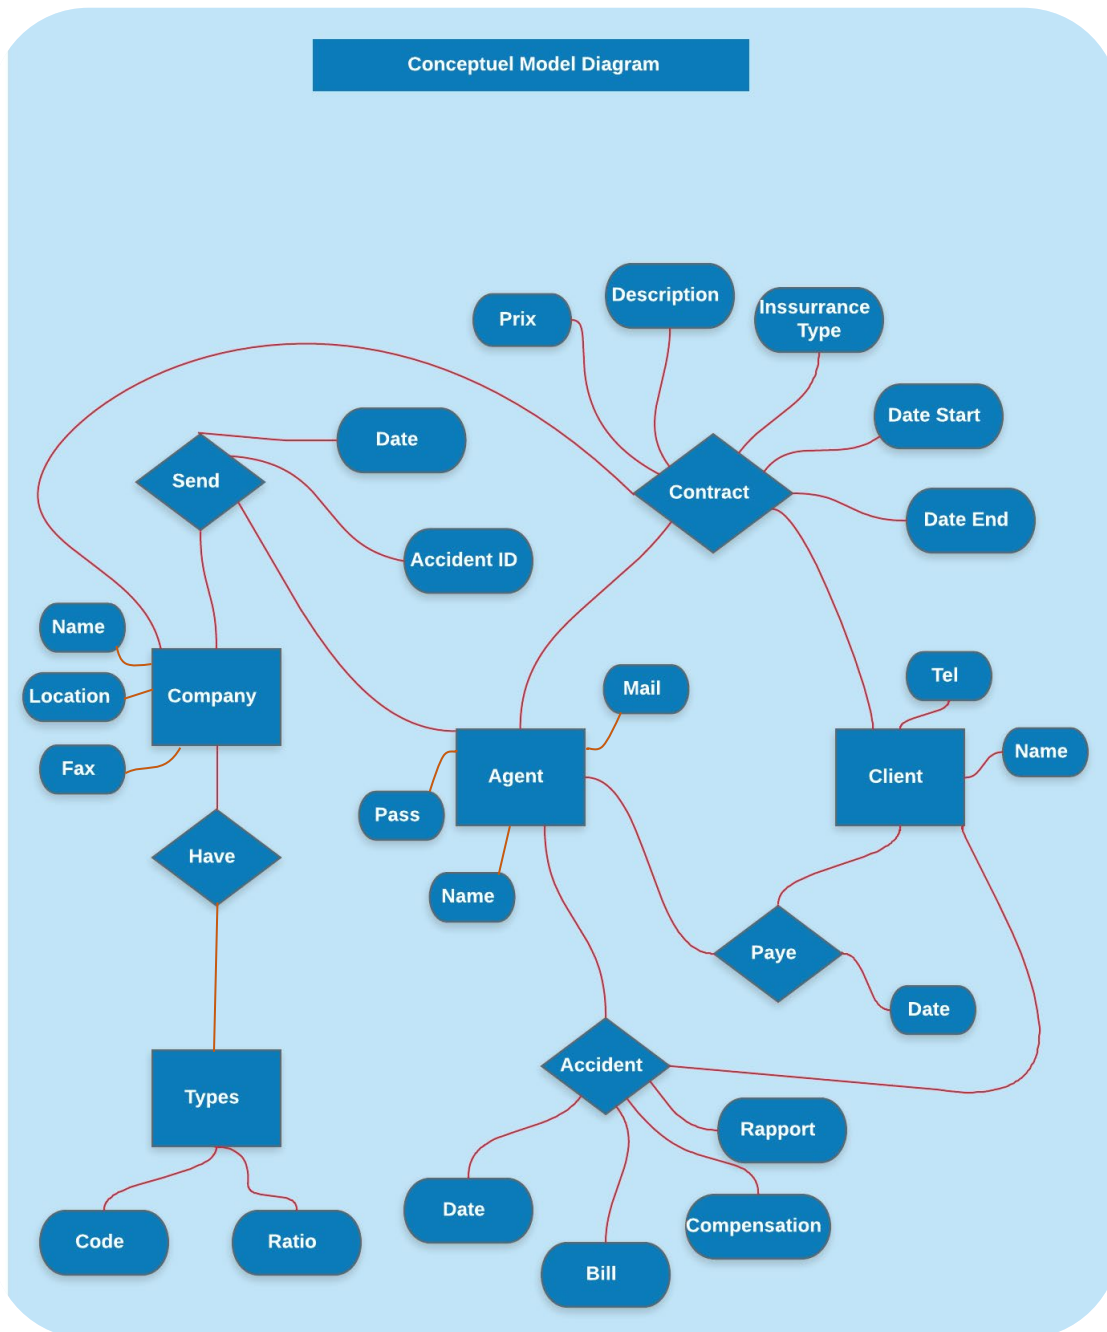 Conceptuel Model Diagram
Description
Inssurrance
Type
Prix
Date Start
Date
Send
Contract
Date End
Accident ID
Name
Location
Company
Fax
Mail
Tel
Name
Agent
Client
Pass
Name
Have
Paye
Date
Accident
Types
Rapport
Date
Compensation
Code
Ratio
Bill